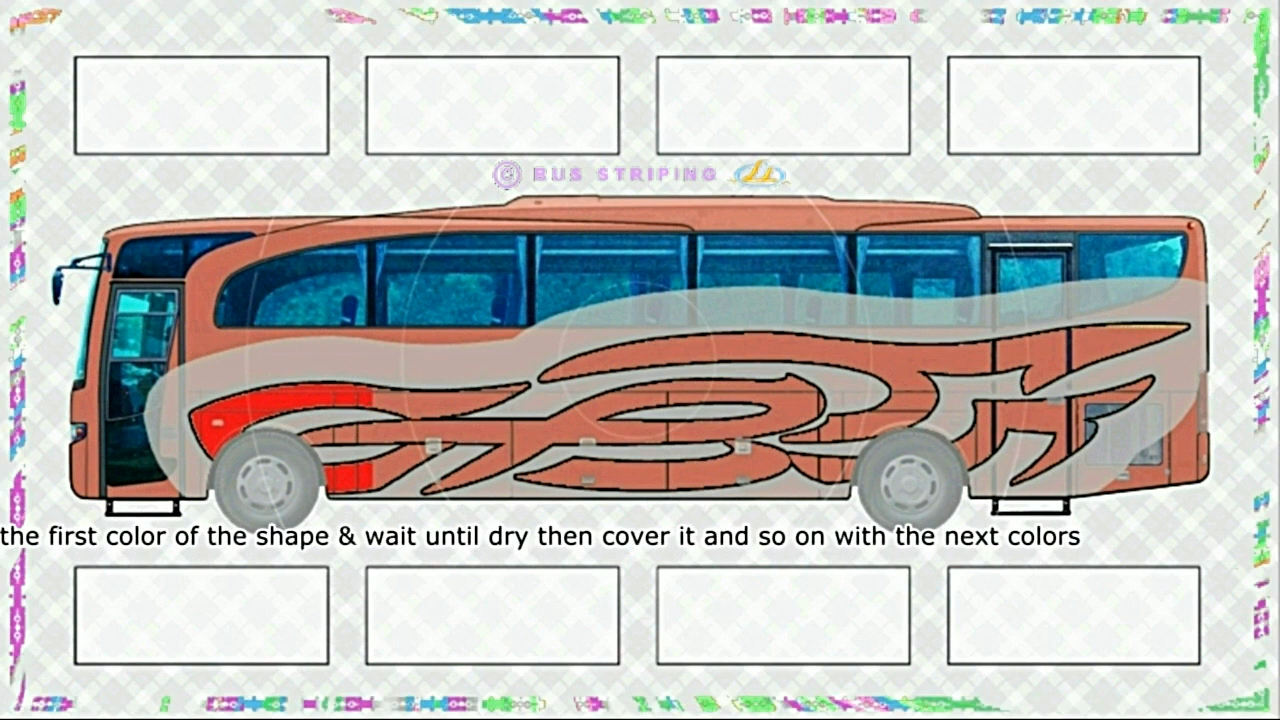 BUS STRIPING
the first color of the shape & wait until dry then cover it and so on with the next colors